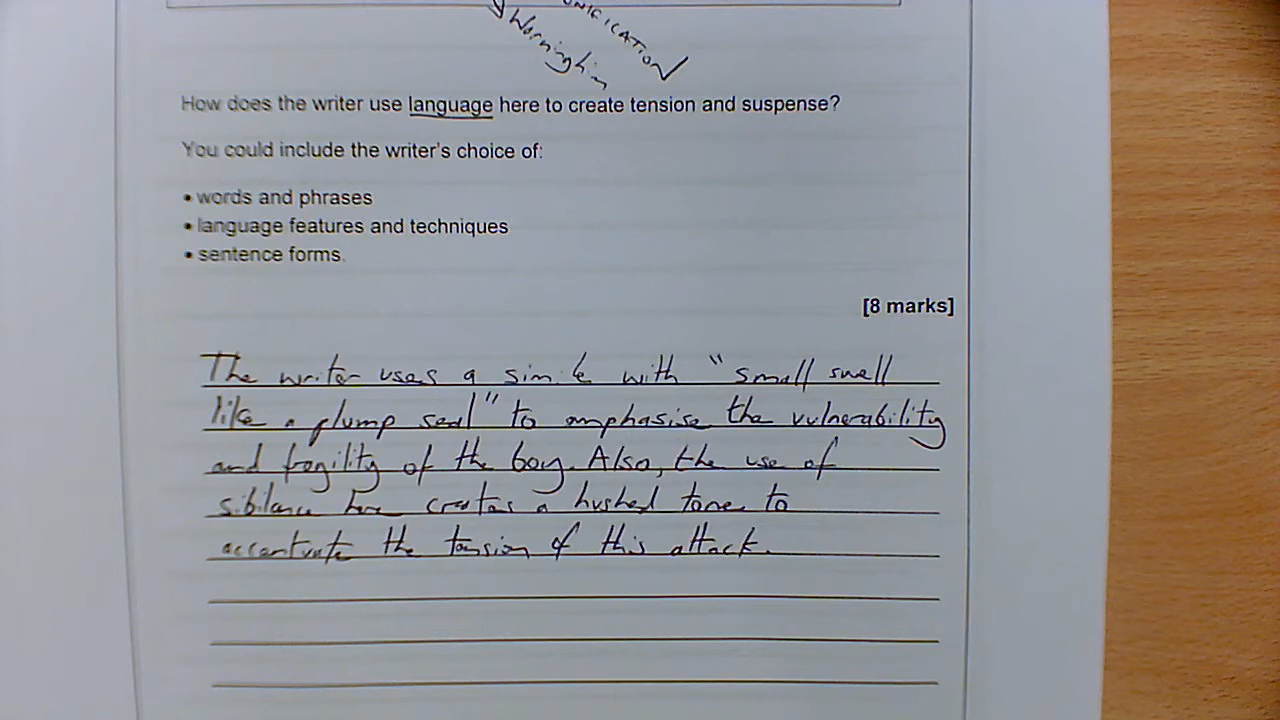 Warning him
NIFICATION
How does the writer use language here to create tension and suspense?
You could include the writer's choice of:
• words and phrases
• language features and techniques
• sentence forms.
[8 marks]
The writer uses a simile with "small swell
like a plump seal" to emphasise the vulnerability
and fragility of the boy. Also, the use of
sibilance here creates a hushed tone to
accentuate the tension of this attack.